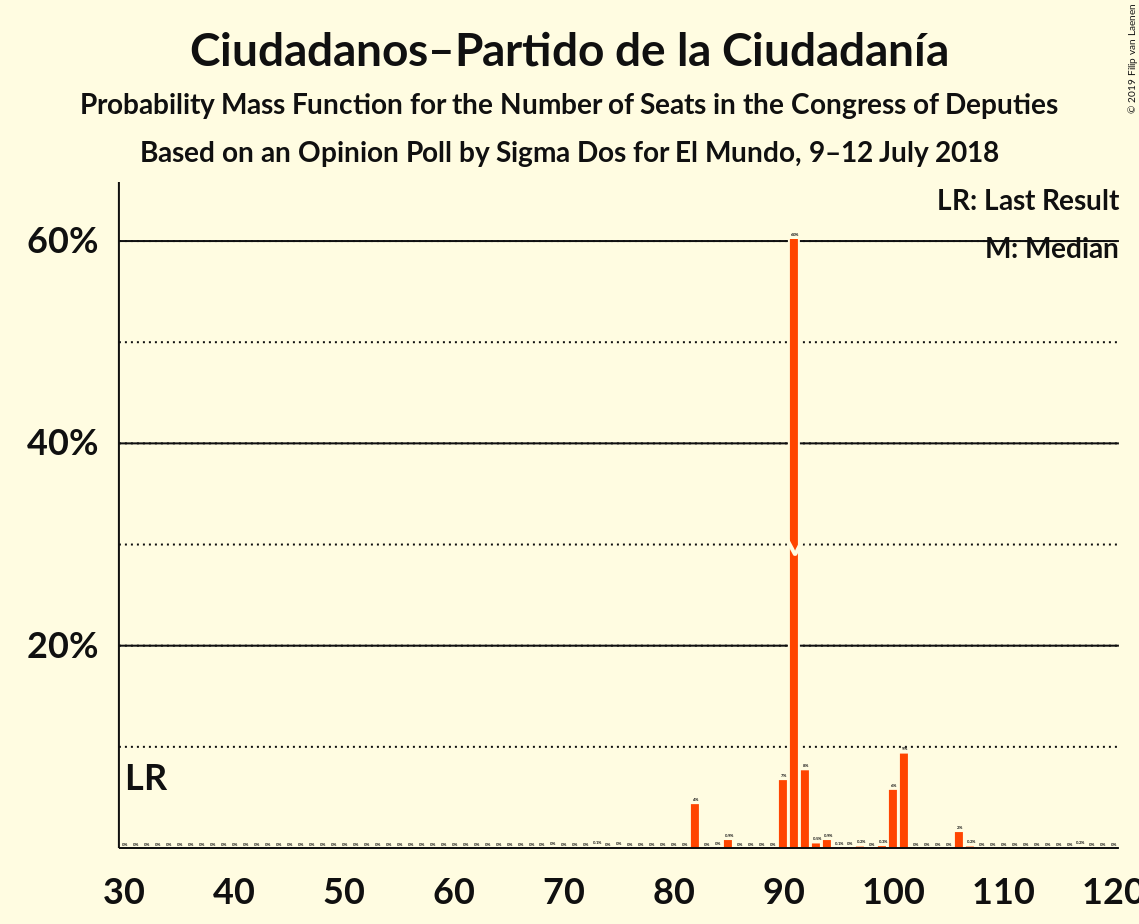 Ciudadanos–Partido de la Ciudadanía
Probability Mass Function for the Number of Seats in the Congress of Deputies
Based on an Opinion Poll by Sigma Dos for El Mundo, 9–12 July 2018
© 2019 Filip van Laenen
LR: Last Result
M: Median
60%
40%
20%
LR
30 40 50 60 70 80 90 100 110 120